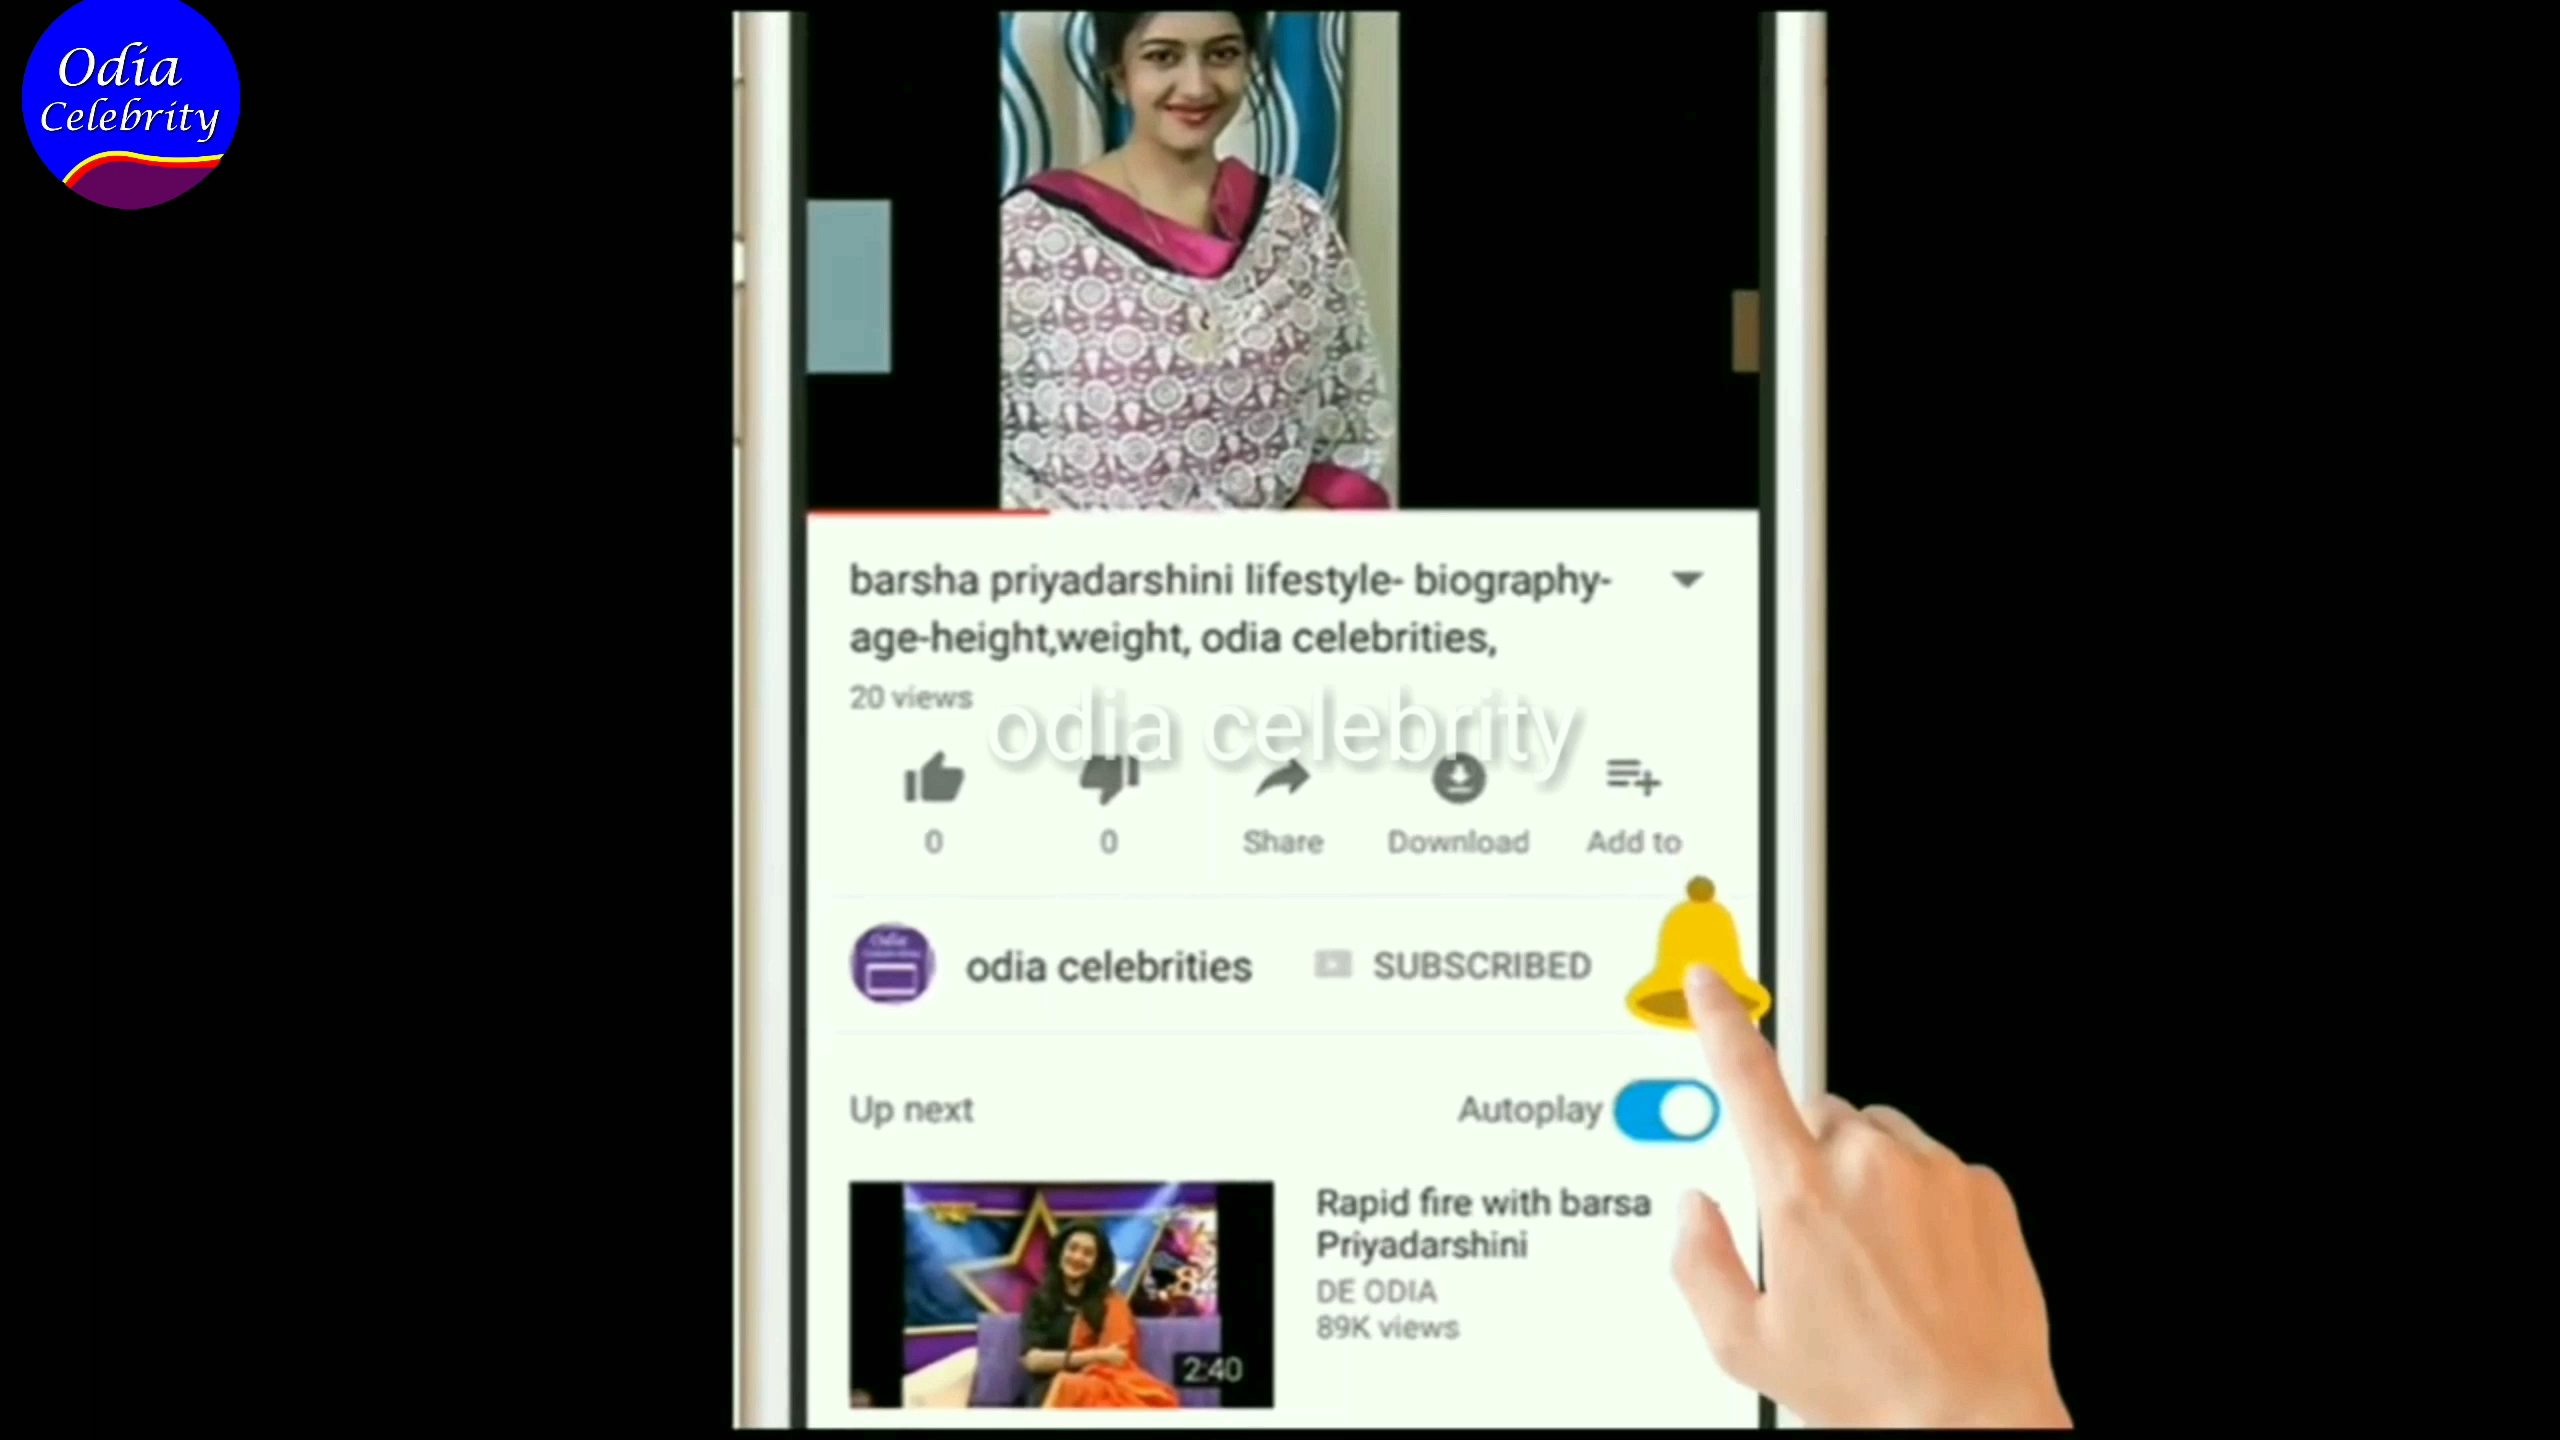 Odia
Celebrity
barsha priyadarshini lifestyle- biography-
age-height,weight, odia celebrities,
20 views
odia celebrity
0
0
Share
Download
Add to
odia celebrities
SUBSCRIBED
Up next
Autoplay
Rapid fire with barsa
Priyadarshini
DE ODIA
89K views
2:40